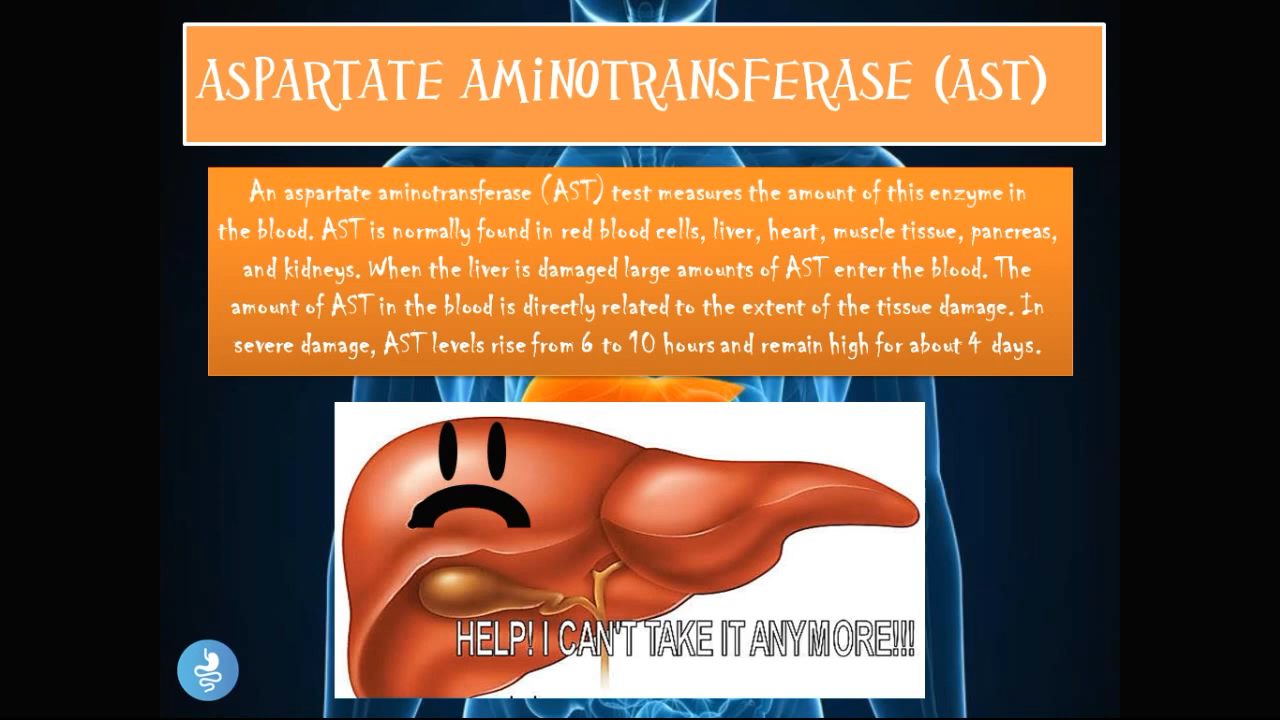 ASPARTATE AMINOTRANSFERASE (AST)
An aspartate aminotransferase (AST) test measures the amount of this enzyme in
the blood. AST is normally found in red blood cells, liver, heart, muscle tissue, pancreas,
and kidneys. When the liver is damaged large amounts of AST enter the blood. The
amount of AST in the blood is directly related to the extent of the tissue damage. In
severe damage, AST levels rise from 6 to 10 hours and remain high for about 4 days.
HELP! I CAN'T TAKE IT ANYMORE!!!